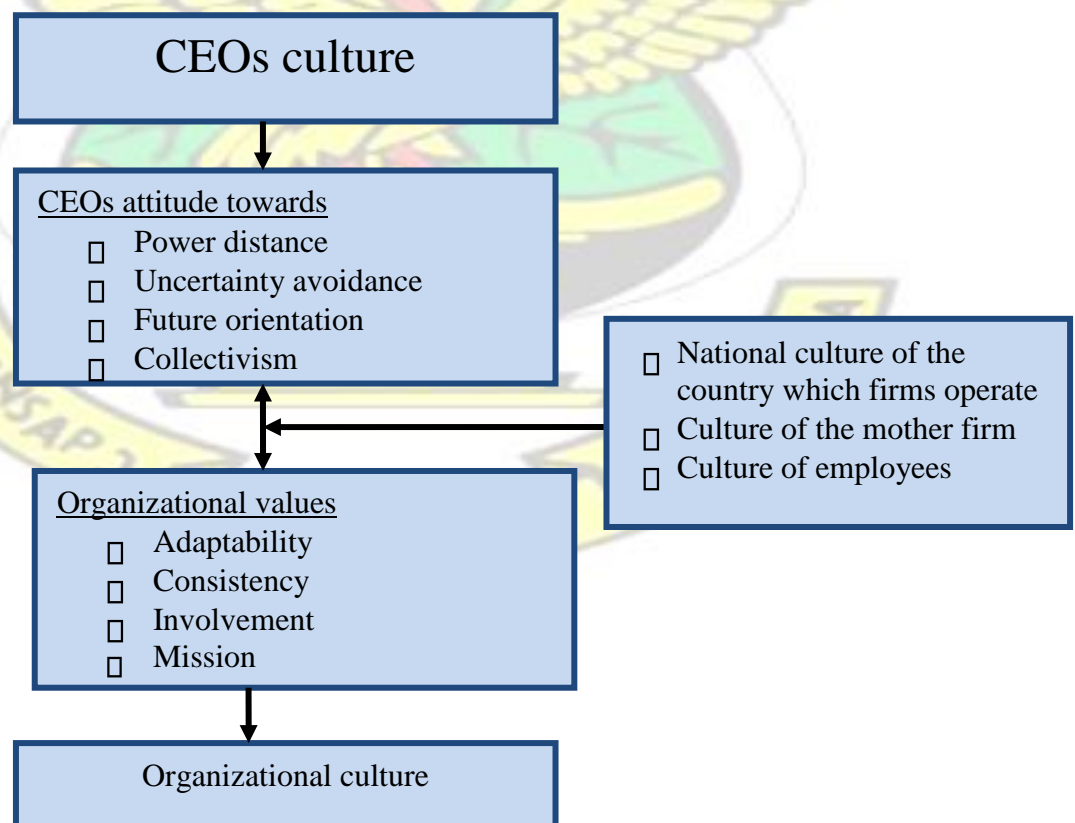 CEOs culture
CEOs attitude towards
Power distance
Uncertainty avoidance
Future orientation
Collectivism
National culture of the
country which firms operate
Culture of the mother firm
Culture of employees
Organizational values
Adaptability
Consistency
Involvement
Mission
Organizational culture